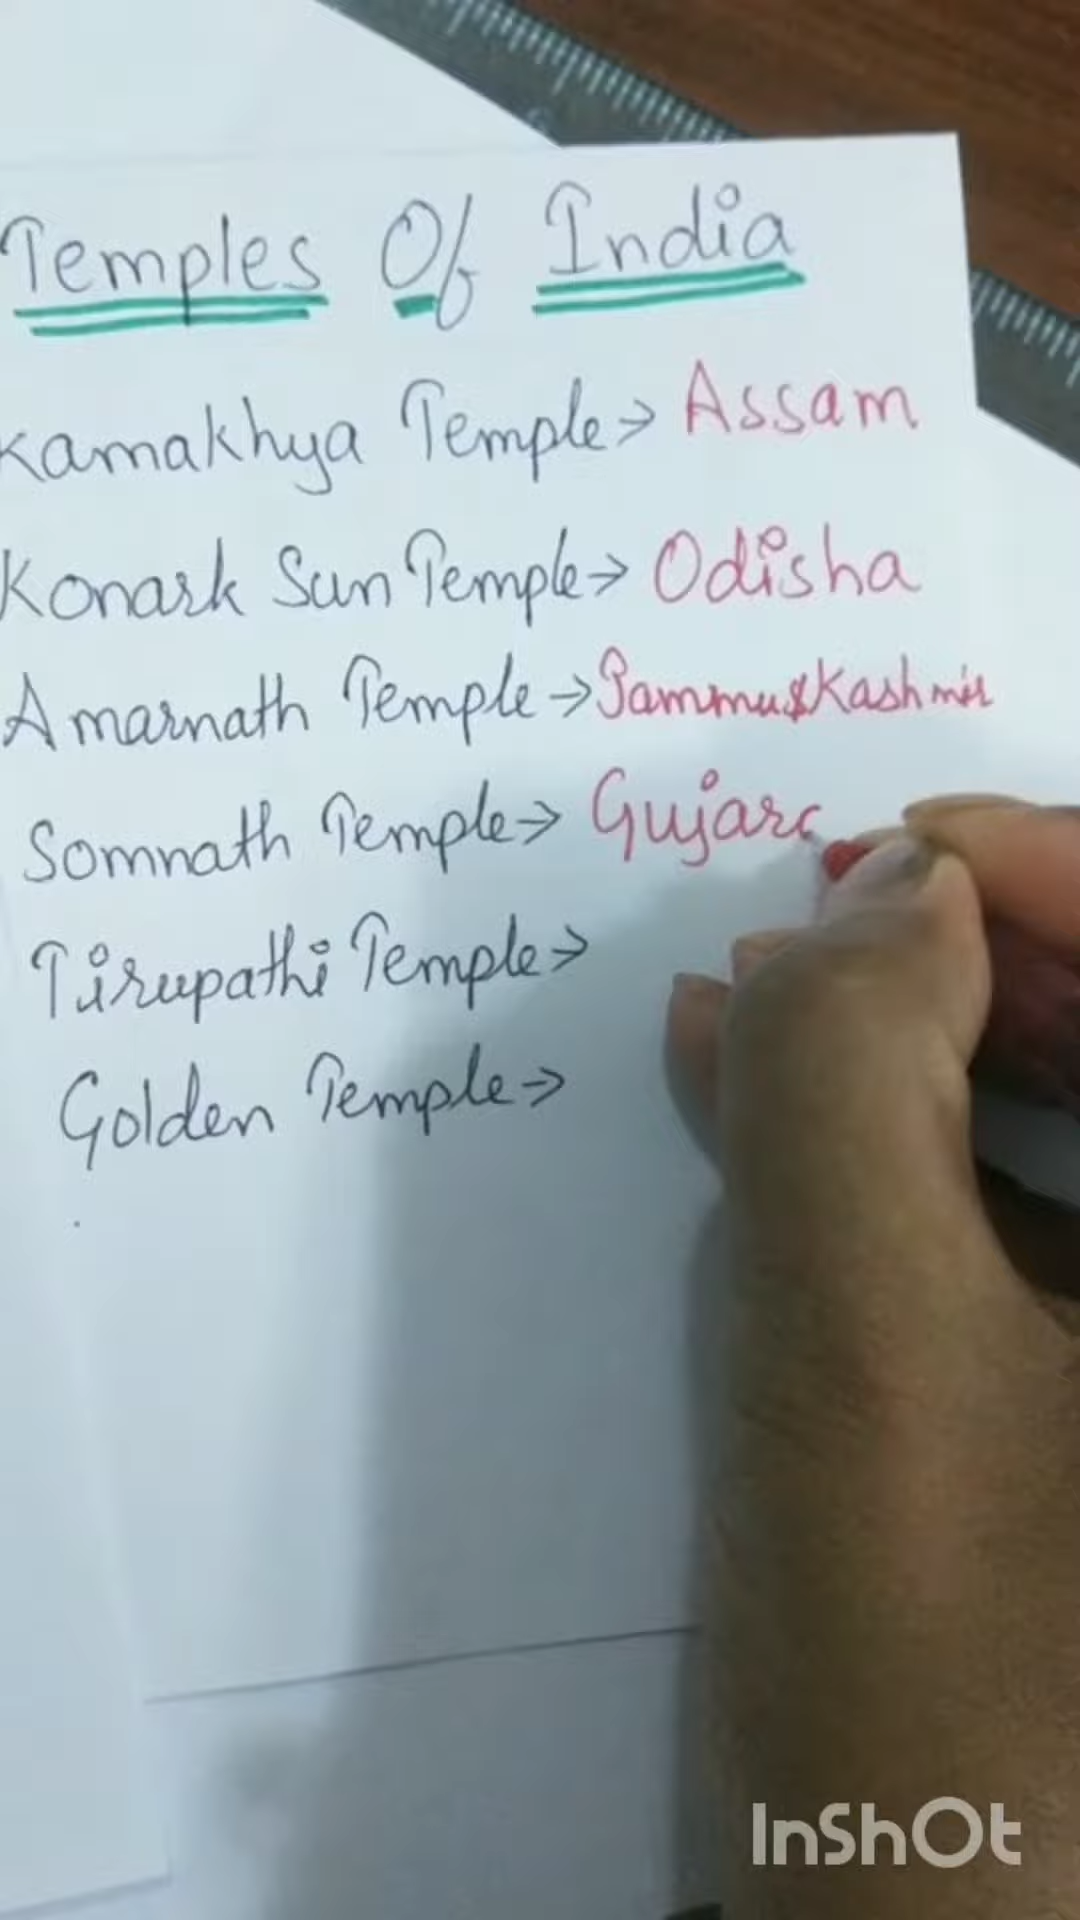 Temples Of India
Kamakhya Temple → Assam
Konark Sun Temple → Odisha
Amarnath Temple → Jammu & Kashmir
Somnath Temple → Gujara
Tirupathi Temple →
Golden Temple →
InShOt